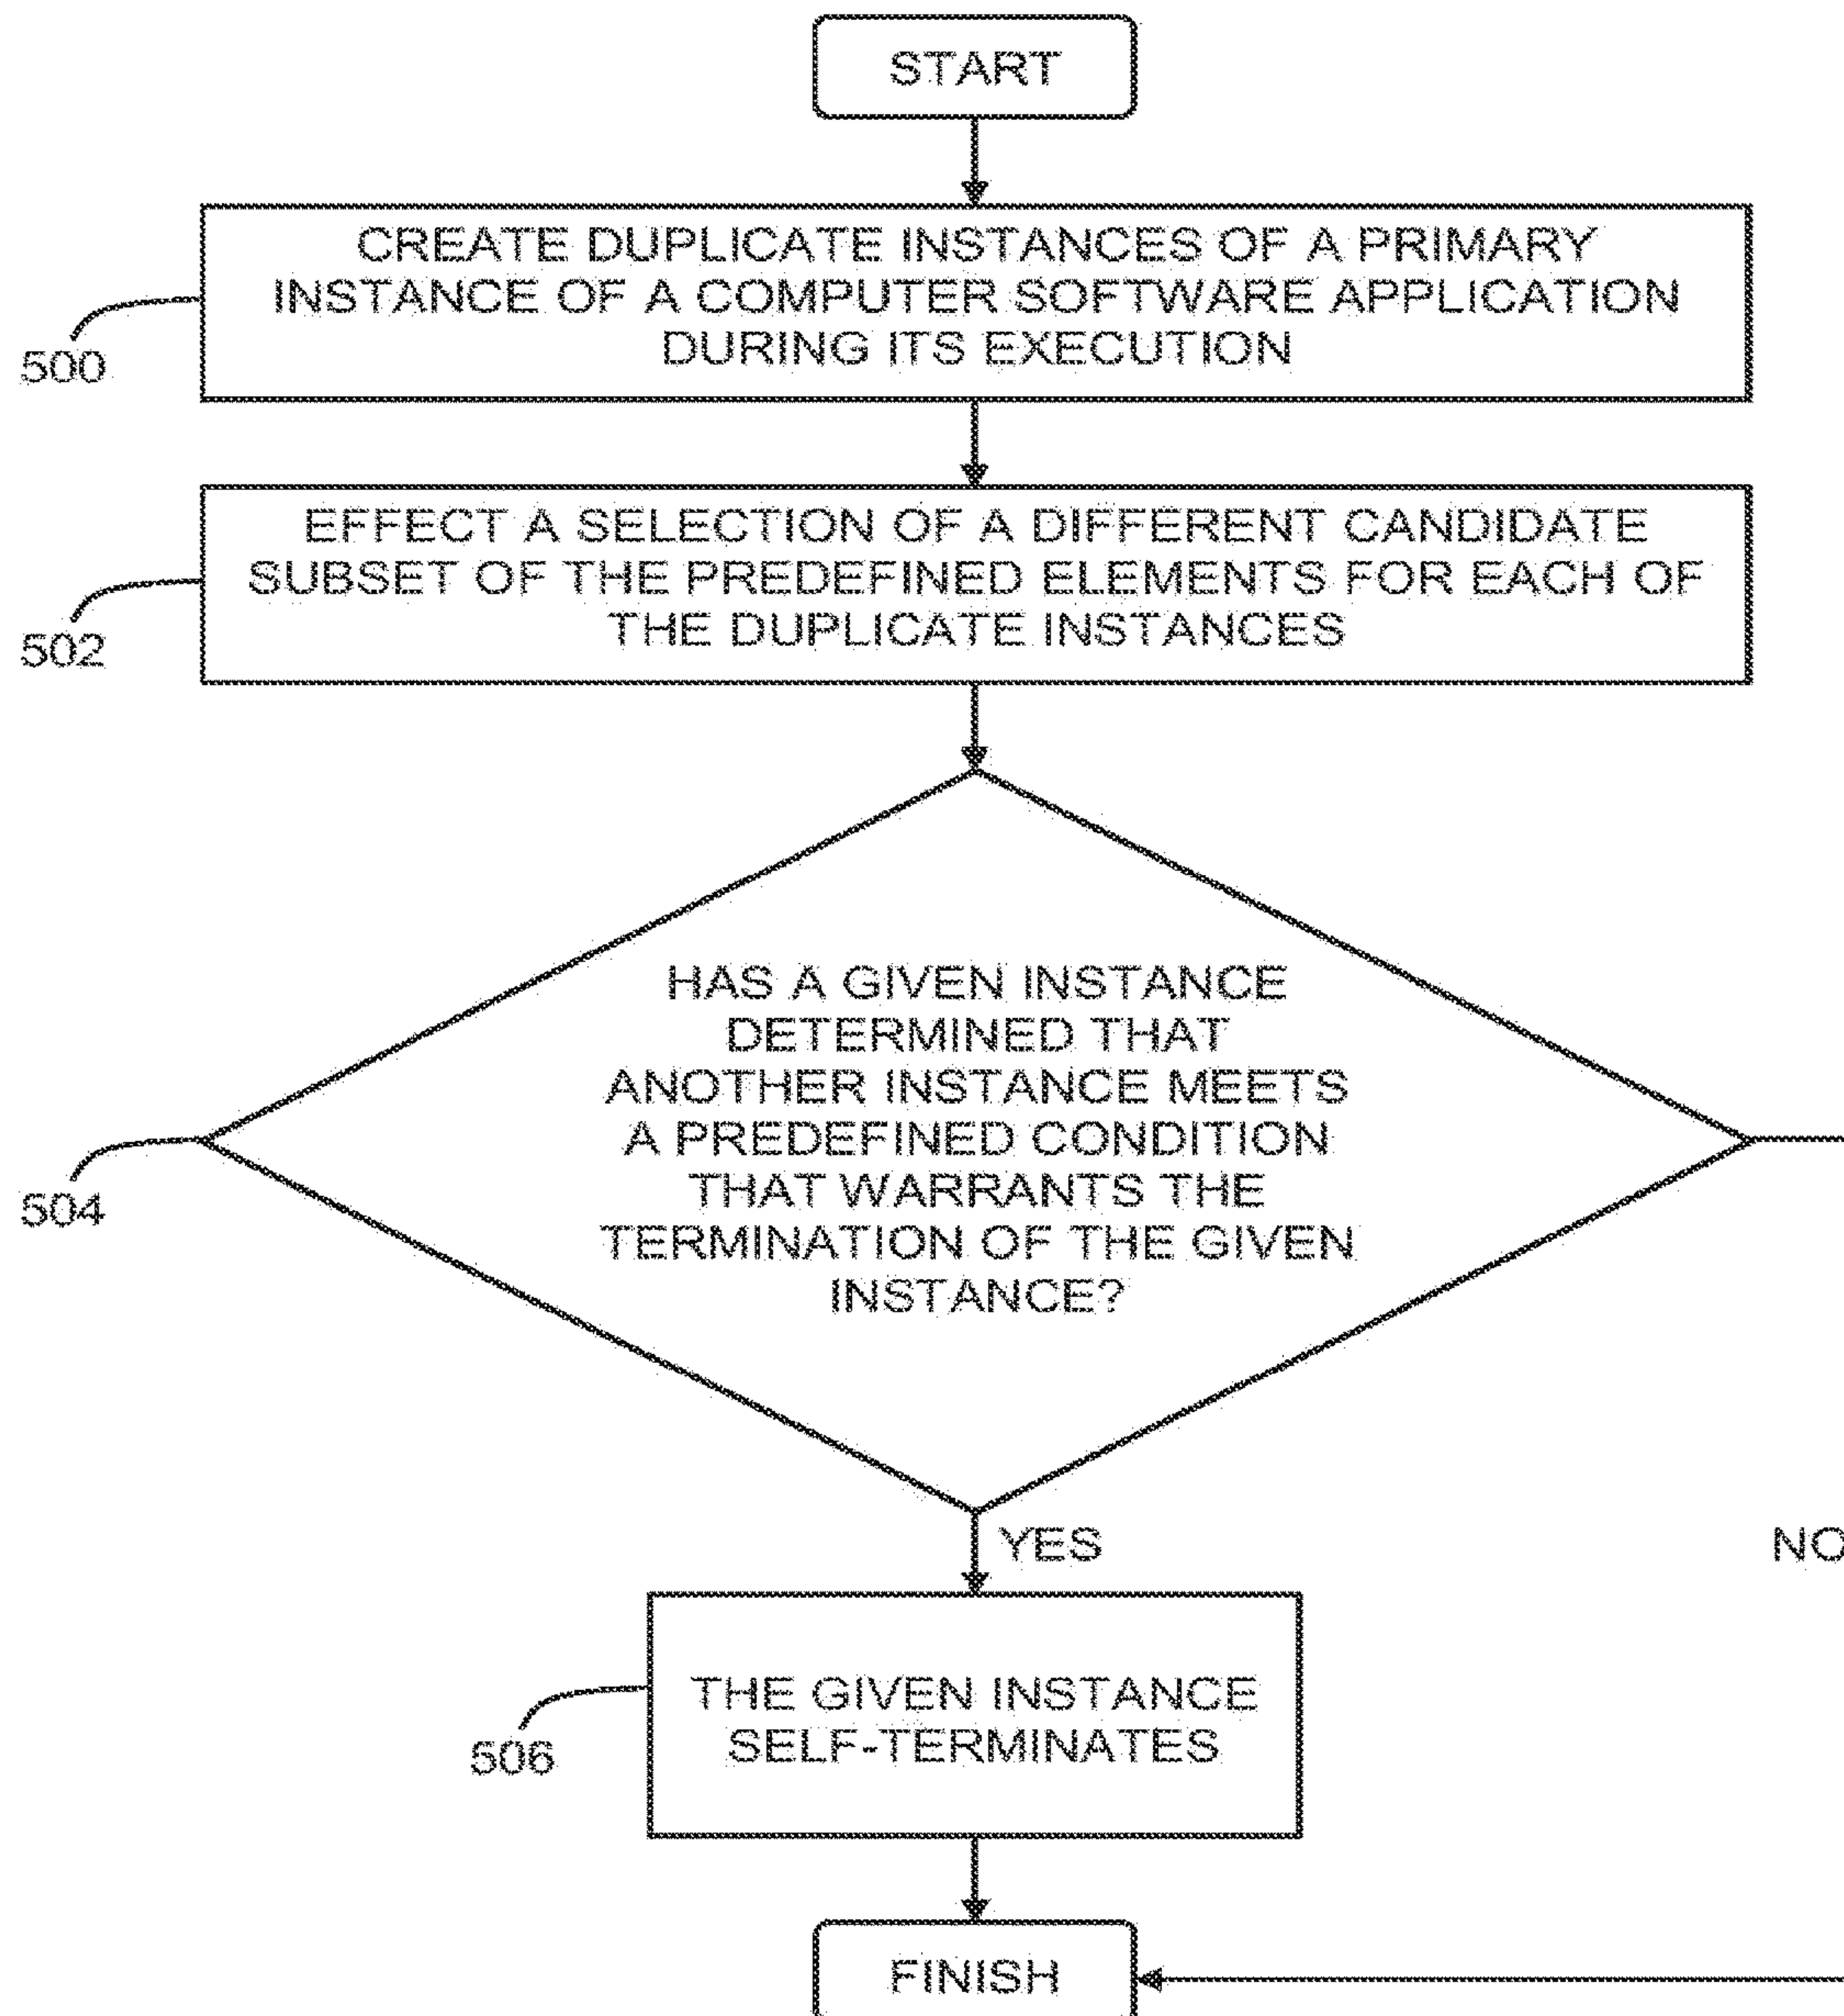 START
CREATE DUPLICATE INSTANCES OF A PRIMARY
INSTANCE OF A COMPUTER SOFTWARE APPLICATION
DURING ITS EXECUTION
500
EFFECT A SELECTION OF A DIFFERENT CANDIDATE
SUBSET OF THE PREDEFINED ELEMENTS FOR EACH OF
THE DUPLICATE INSTANCES
502
HAS A GIVEN INSTANCE
DETERMINED THAT
ANOTHER INSTANCE MEETS
A PREDEFINED CONDITION
THAT WARRANTS THE
TERMINATION OF THE GIVEN
INSTANCE?
504
YES
NO
THE GIVEN INSTANCE
SELF-TERMINATES
506
FINISH